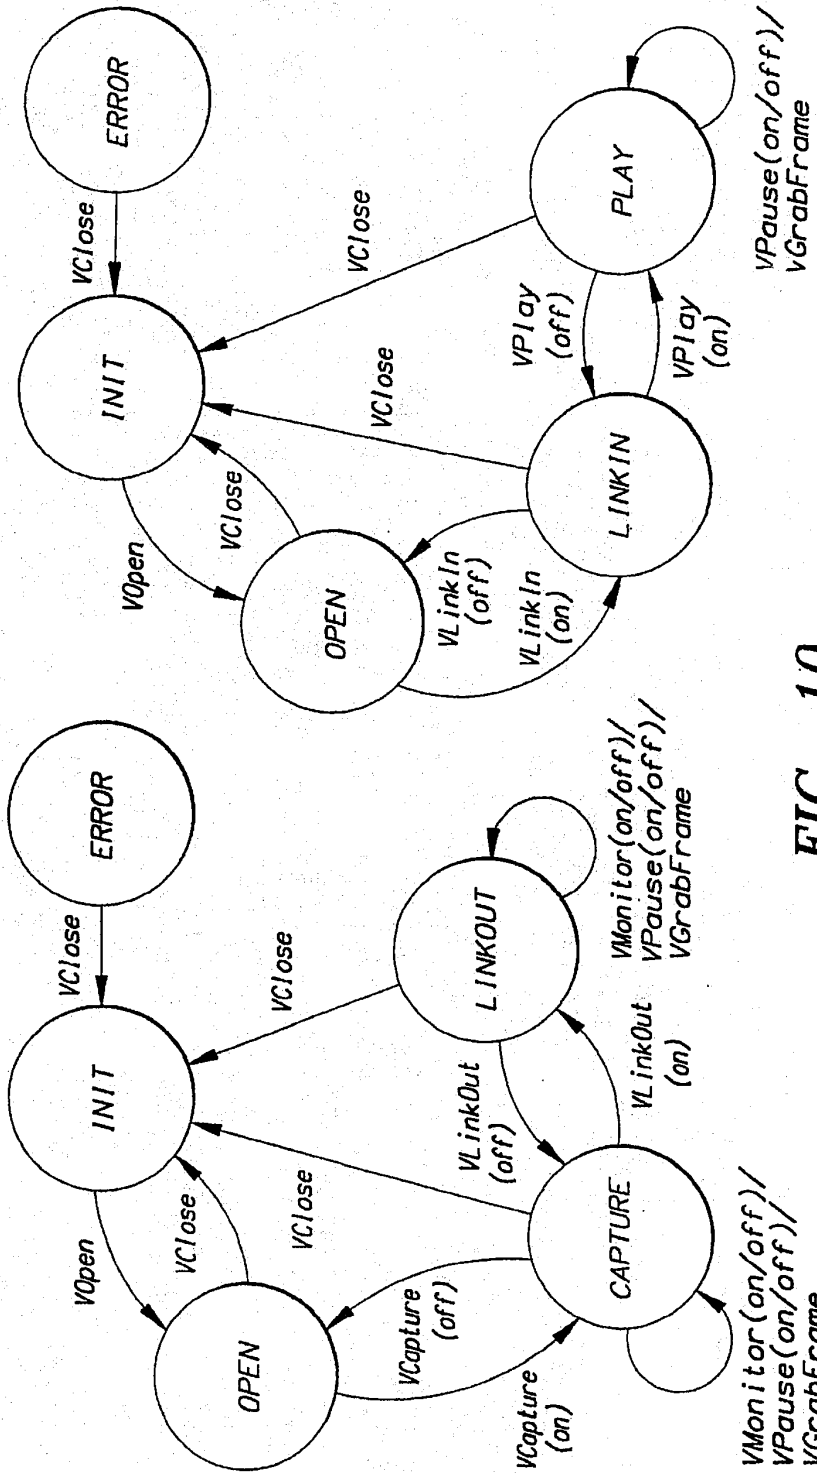 ERROR
VClose
INIT
VOpen
VClose
VClose
VClose
OPEN
VCapture
(off)
VCapture
(on)
CAPTURE
VLinkOut
(off)
VLinkOut
(on)
LINKOUT
VMonitor(on/off)/
VPause(on/off)/
VGrabFrame
VMonitor(on/off)/
VPause(on/off)/
VGrabFrame
ERROR
VClose
INIT
VOpen
VClose
VClose
VClose
OPEN
VLinkIn
(off)
VLinkIn
(on)
LINKIN
VPlay
(off)
VPlay
(on)
PLAY
VPause(on/off)/
VGrabFrame
FIG. 10